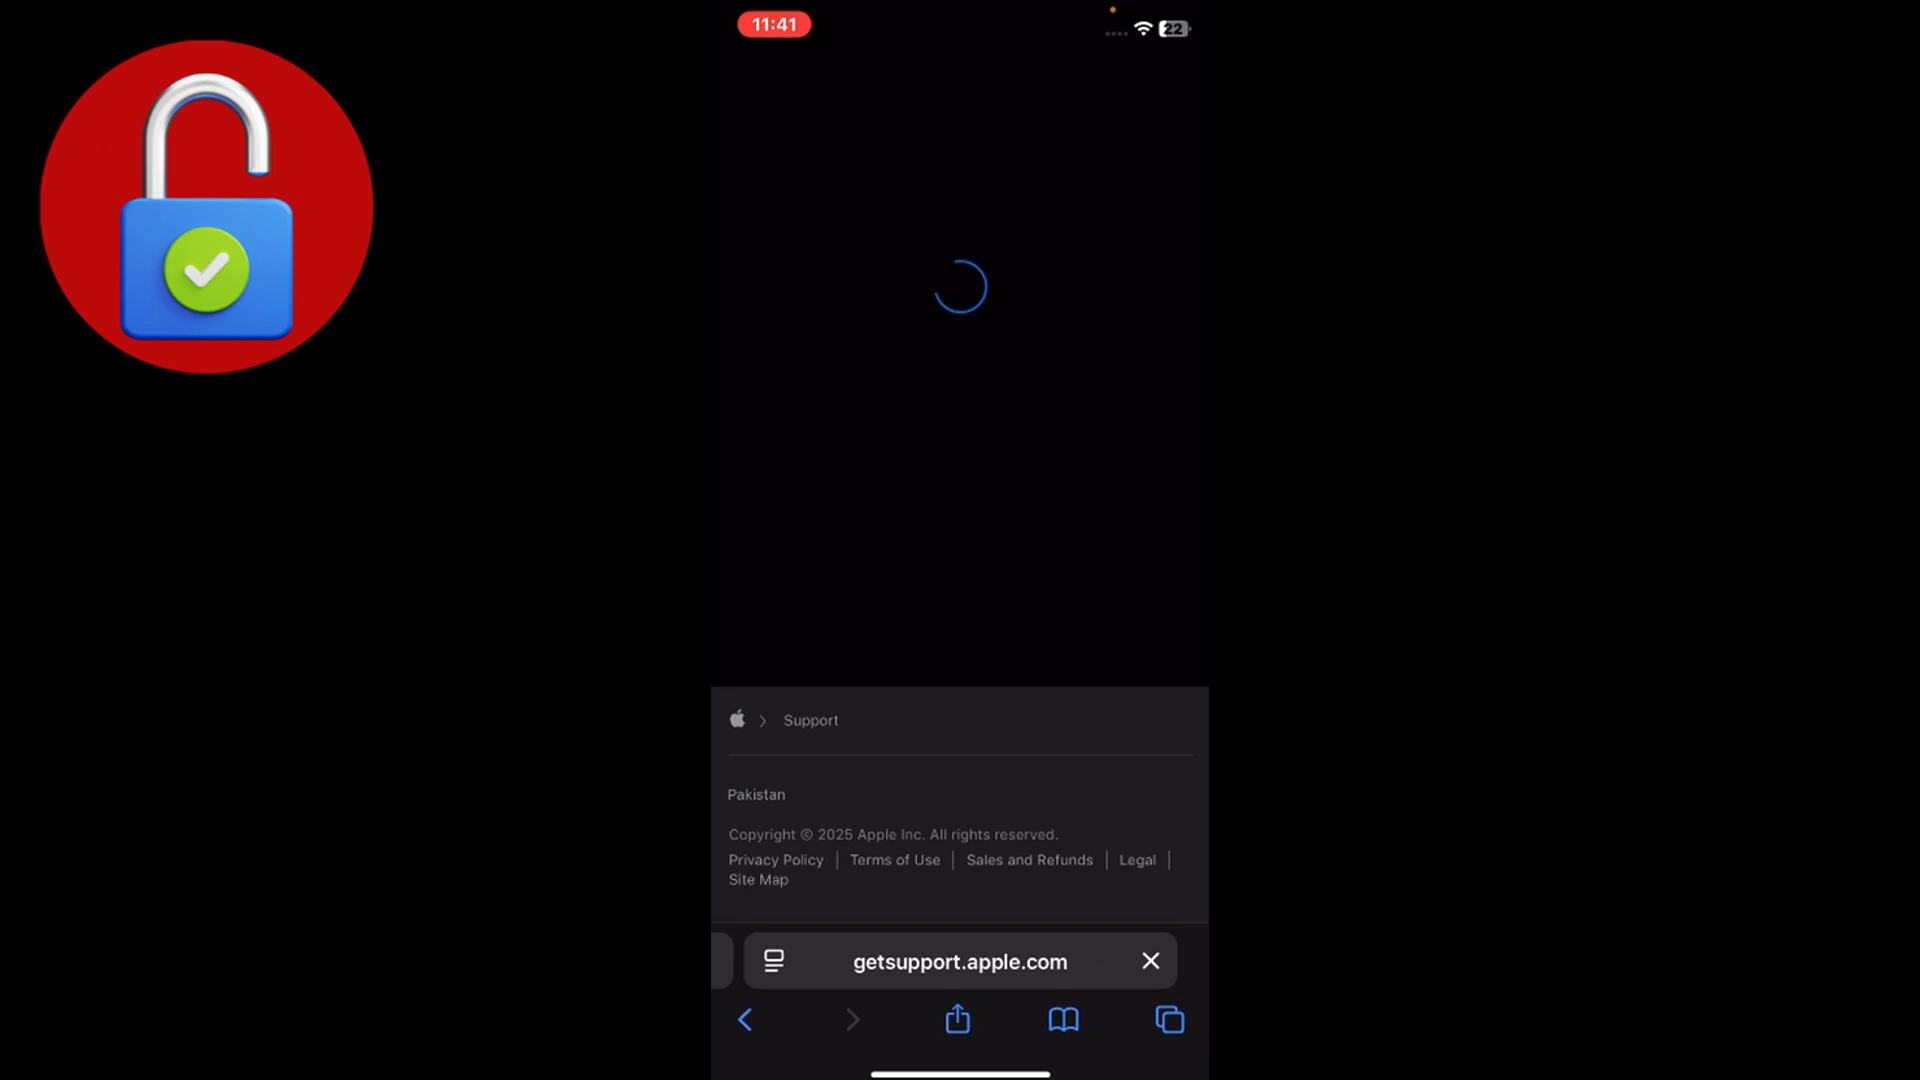 11:41
22
Support
Pakistan
Copyright © 2025 Apple Inc. All rights reserved.
Privacy Policy | Terms of Use | Sales and Refunds | Legal |
Site Map
getsupport.apple.com